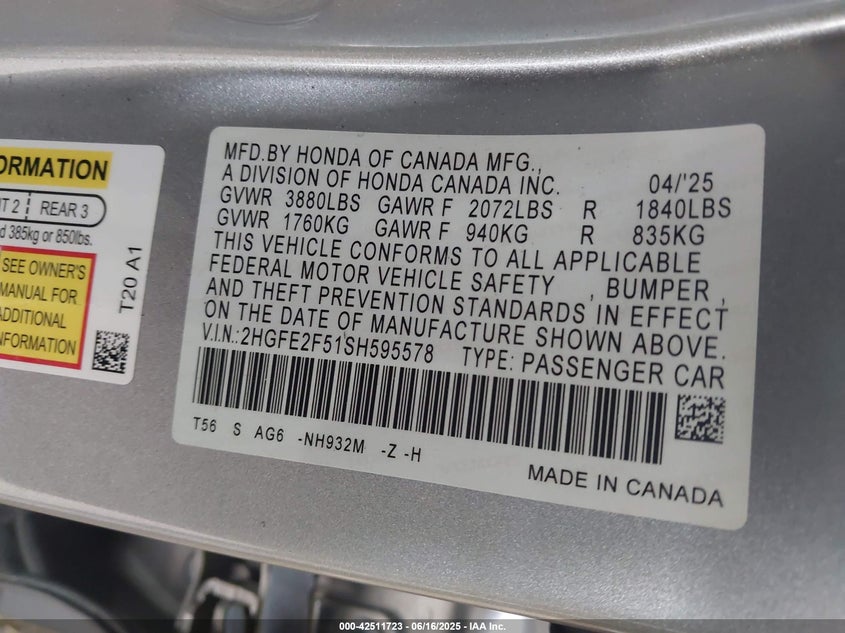 ORMATION
T 2 REAR 3
d 385kg or 850lbs.
SEE OWNER'S
MANUAL FOR
ADDITIONAL
INFORMATION
T20 A1
MFD.BY HONDA OF CANADA MFG.,
A DIVISION OF HONDA CANADA INC. 04/'25
GVWR 3880LBS GAWR F 2072LBS R 1840LBS
GVWR 1760KG GAWR F 940KG R 835KG
THIS VEHICLE CONFORMS TO ALL APPLICABLE
FEDERAL MOTOR VEHICLE SAFETY , BUMPER ,
AND THEFT PREVENTION STANDARDS IN EFFECT
ON THE DATE OF MANUFACTURE SHOWN ABOVE.
V.I.N.:2HGFE2F51SH595578 TYPE: PASSENGER CAR
T56 S AG6 -NH932M -Z -H
MADE IN CANADA
000-42511723 - 06/16/2025 - IAA Inc.